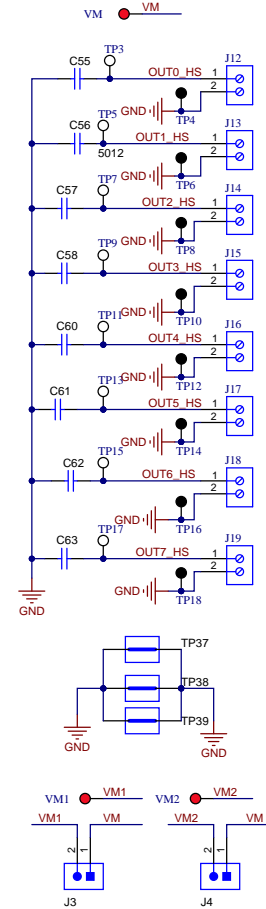 VM VM
C55 TP3 J12
OUT0_HS 1
2
GND TP4
C56 TP5 J13
5012 OUT1_HS 1
2
GND TP6
C57 TP7 J14
OUT2_HS 1
2
GND TP8
C58 TP9 J15
OUT3_HS 1
2
GND TP10
C60 TP11 J16
OUT4_HS 1
2
GND TP12
C61 TP13 J17
OUT5_HS 1
2
GND TP14
C62 TP15 J18
OUT6_HS 1
2
GND TP16
C63 TP17 J19
OUT7_HS 1
2
GND TP18
GND
TP37
TP38
TP39
GND GND
VM1 VM1 VM2 VM2
VM1 VM VM2 VM
2 1 2 1
J3 J4